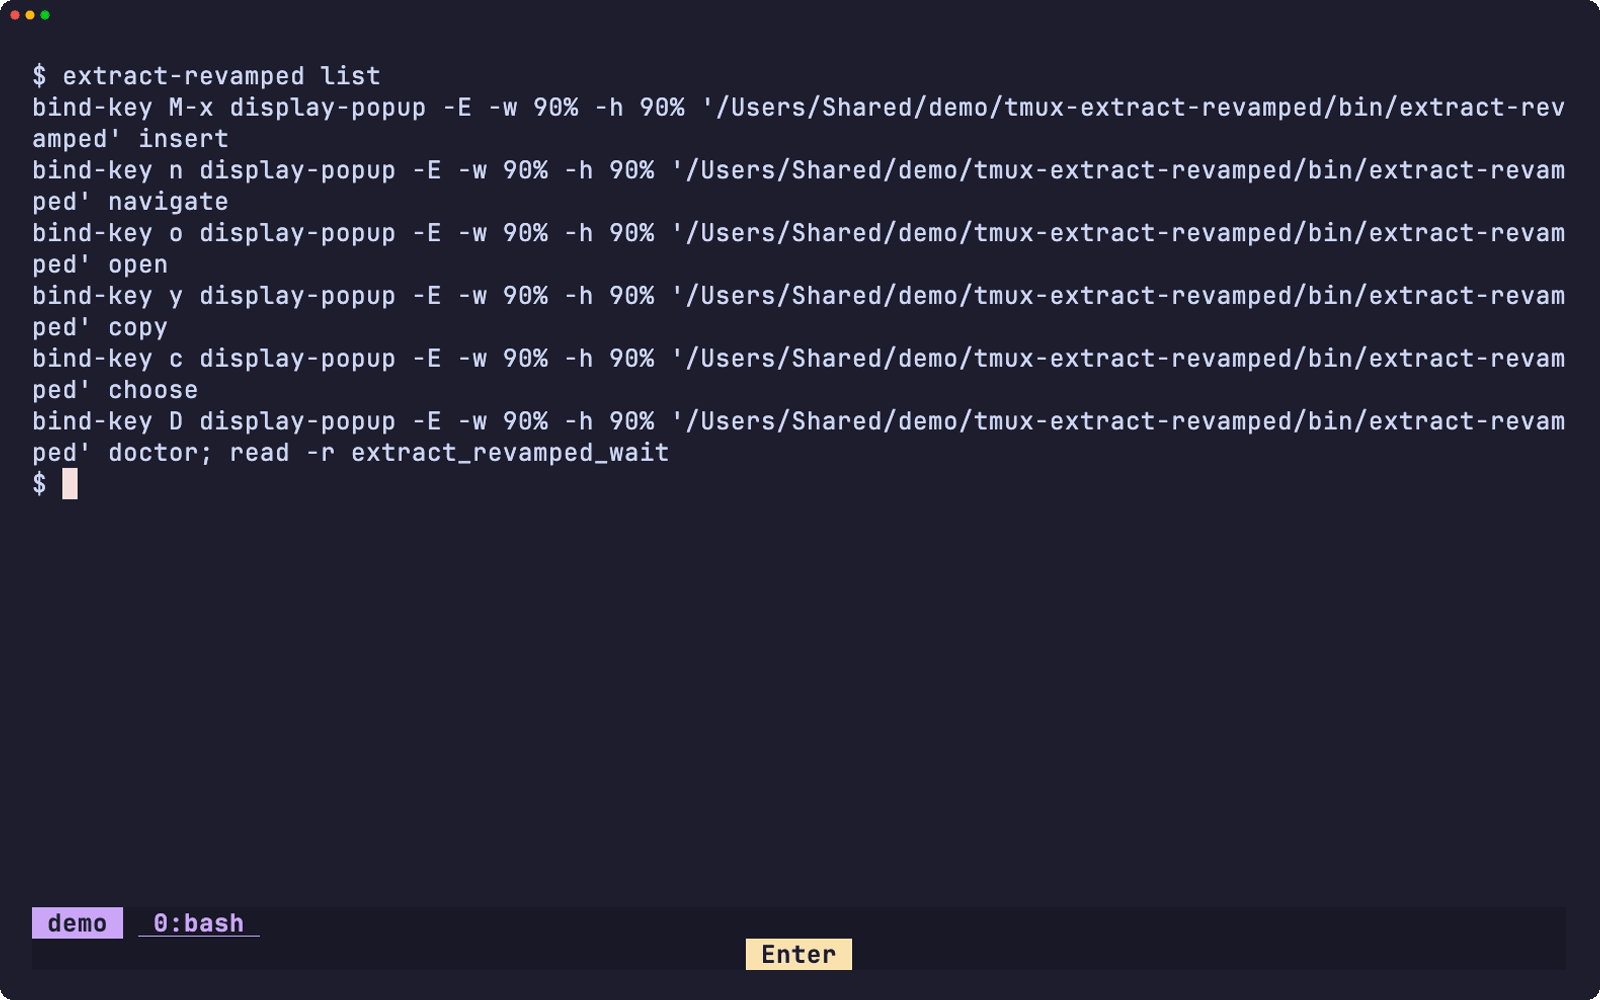 $ extract-revamped list
bind-key M-x display-popup -E -w 90% -h 90% '/Users/Shared/demo/tmux-extract-revamped/bin/extract-rev
amped' insert
bind-key n display-popup -E -w 90% -h 90% '/Users/Shared/demo/tmux-extract-revamped/bin/extract-revam
ped' navigate
bind-key o display-popup -E -w 90% -h 90% '/Users/Shared/demo/tmux-extract-revamped/bin/extract-revam
ped' open
bind-key y display-popup -E -w 90% -h 90% '/Users/Shared/demo/tmux-extract-revamped/bin/extract-revam
ped' copy
bind-key c display-popup -E -w 90% -h 90% '/Users/Shared/demo/tmux-extract-revamped/bin/extract-revam
ped' choose
bind-key D display-popup -E -w 90% -h 90% '/Users/Shared/demo/tmux-extract-revamped/bin/extract-revam
ped' doctor; read -r extract_revamped_wait
$
demo 0:bash
Enter